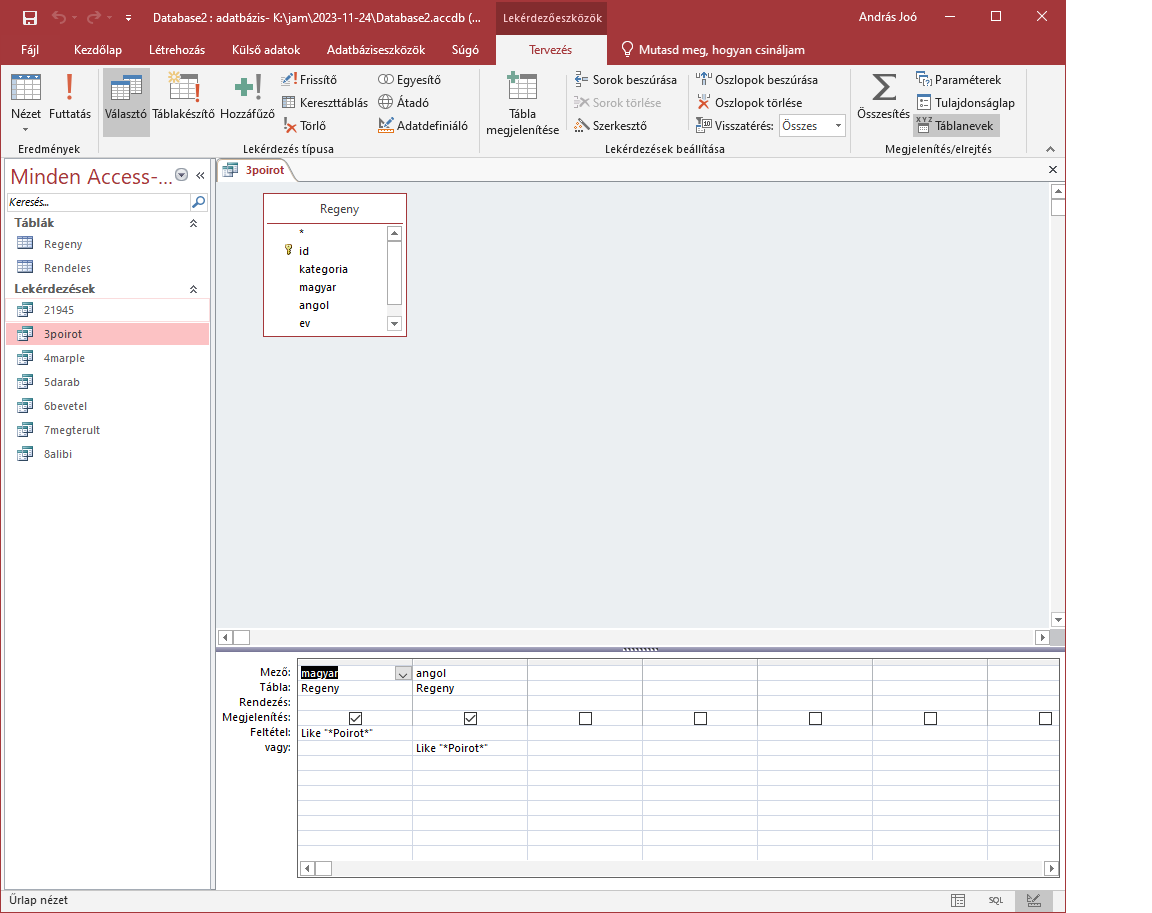 Database2 : adatbázis- K:\jam\2023-11-24\Database2.accdb (...
Lekérdezőeszközök
András Joó
Fájl
Kezdőlap
Létrehozás
Külső adatok
Adatbáziseszközök
Súgó
Tervezés
Mutasd meg, hogyan csináljam
Nézet
Futtatás
Eredmények
Választó
Táblakészítő
Hozzáfűző
Frissítő
Kereszttáblás
Törlő
Egyesítő
Átadó
Adatdefiniáló
Lekérdezés típusa
Tábla
megjelenítése
Sorok beszúrása
Sorok törlése
Szerkesztő
Oszlopok beszúrása
Oszlopok törlése
Visszatérés: Összes
Lekérdezések beállítása
Összesítés
Paraméterek
Tulajdonságlap
XYZ
Táblanevek
Megjelenítés/elrejtés
Minden Access-... «
Keresés...
Táblák
Regeny
Rendeles
Lekérdezések
21945
3poirot
4marple
5darab
6bevetel
7megterult
8alibi
3poirot
Regeny
*
id
kategoria
magyar
angol
ev
Mező: magyar angol
Tábla: Regeny Regeny
Rendezés:
Megjelenítés:
Feltétel: Like "*Poirot*"
vagy: Like "*Poirot*"
Űrlap nézet
SQL